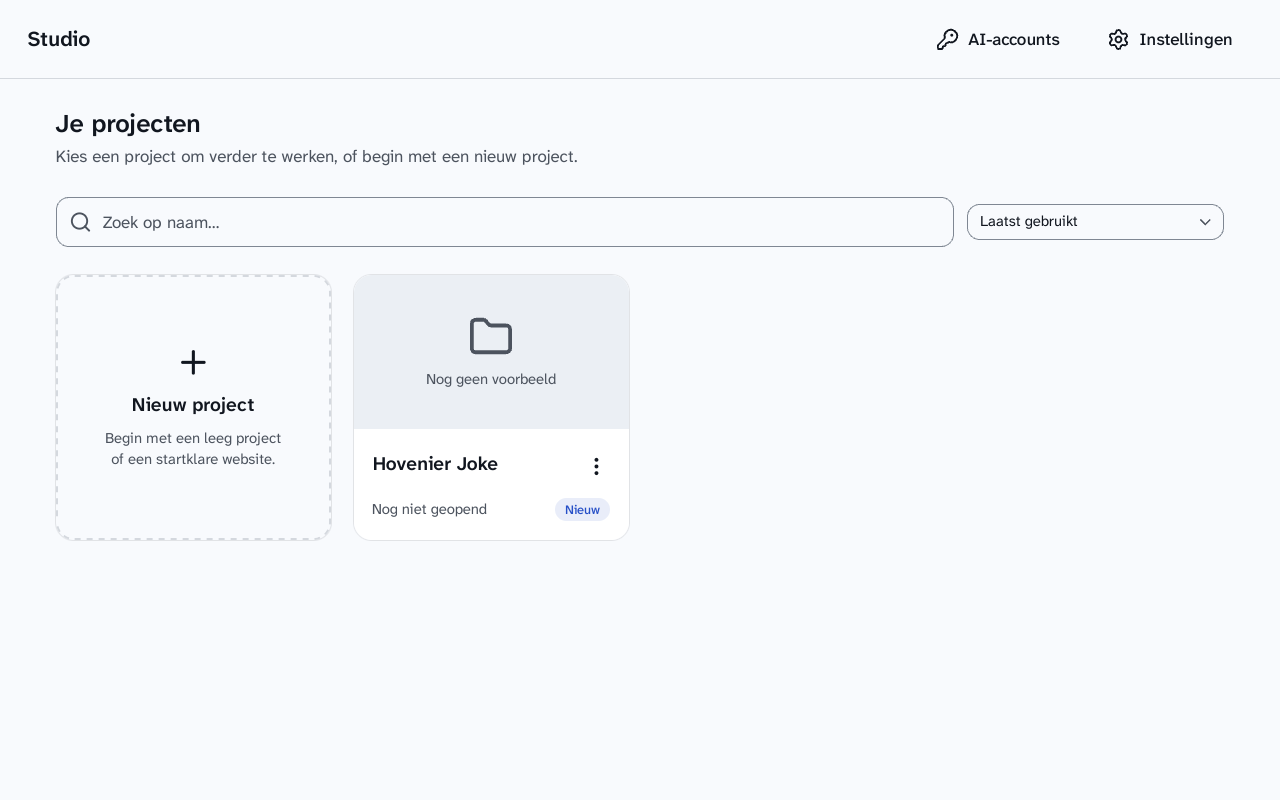 Studio
AI-accounts
Instellingen
Je projecten
Kies een project om verder te werken, of begin met een nieuw project.
Zoek op naam...
Laatst gebruikt
Nieuw project
Begin met een leeg project
of een startklare website.
Nog geen voorbeeld
Hovenier Joke
Nog niet geopend
Nieuw